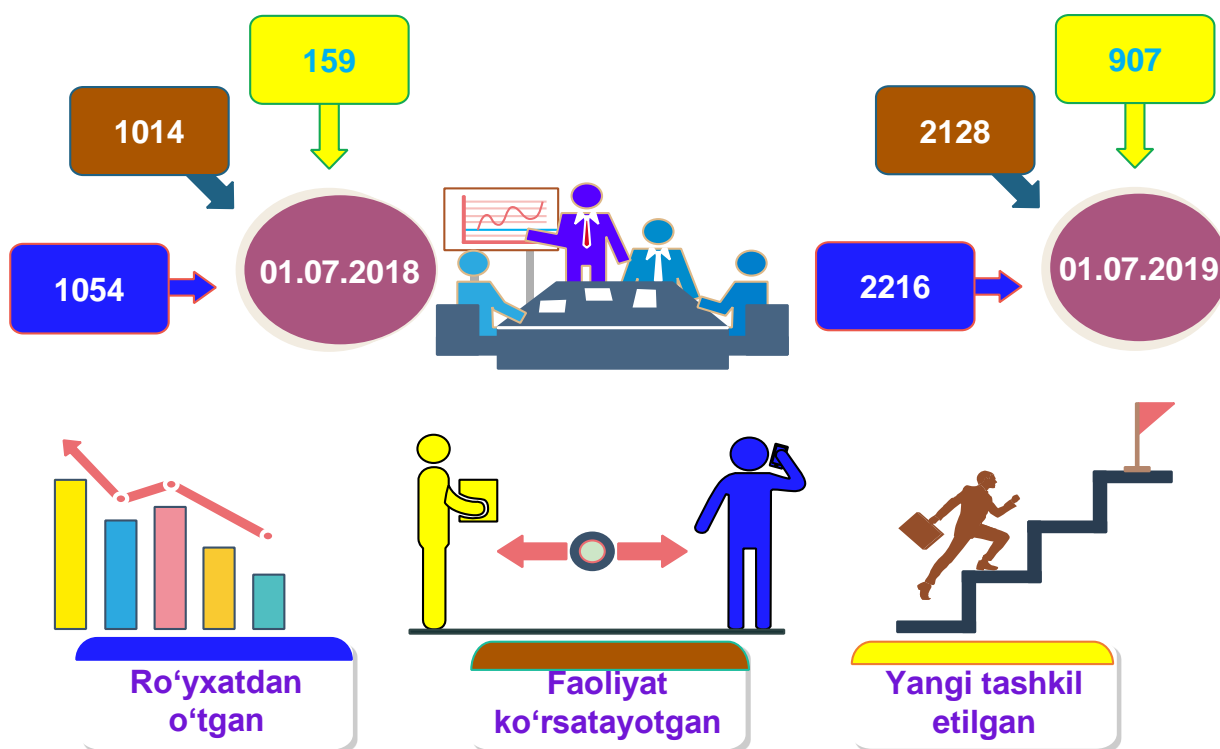 159
1014
1054
01.07.2018
907
2128
2216
01.07.2019
Ro‘yxatdan
o‘tgan
Faoliyat
ko‘rsatayotgan
Yangi tashkil
etilgan